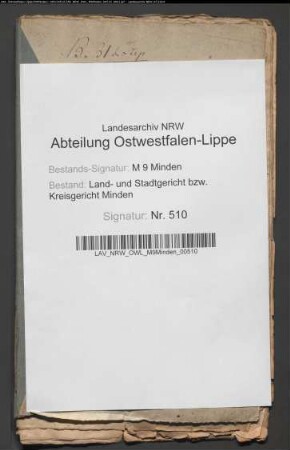 Landesarchiv NRW
Abteilung Ostwestfalen-Lippe
Bestands-Signatur: M 9 Minden
Bestand: Land- und Stadtgericht bzw.
Kreisgericht Minden
Signatur: Nr. 510
LAV_NRW_OWL_M9Minden_00510